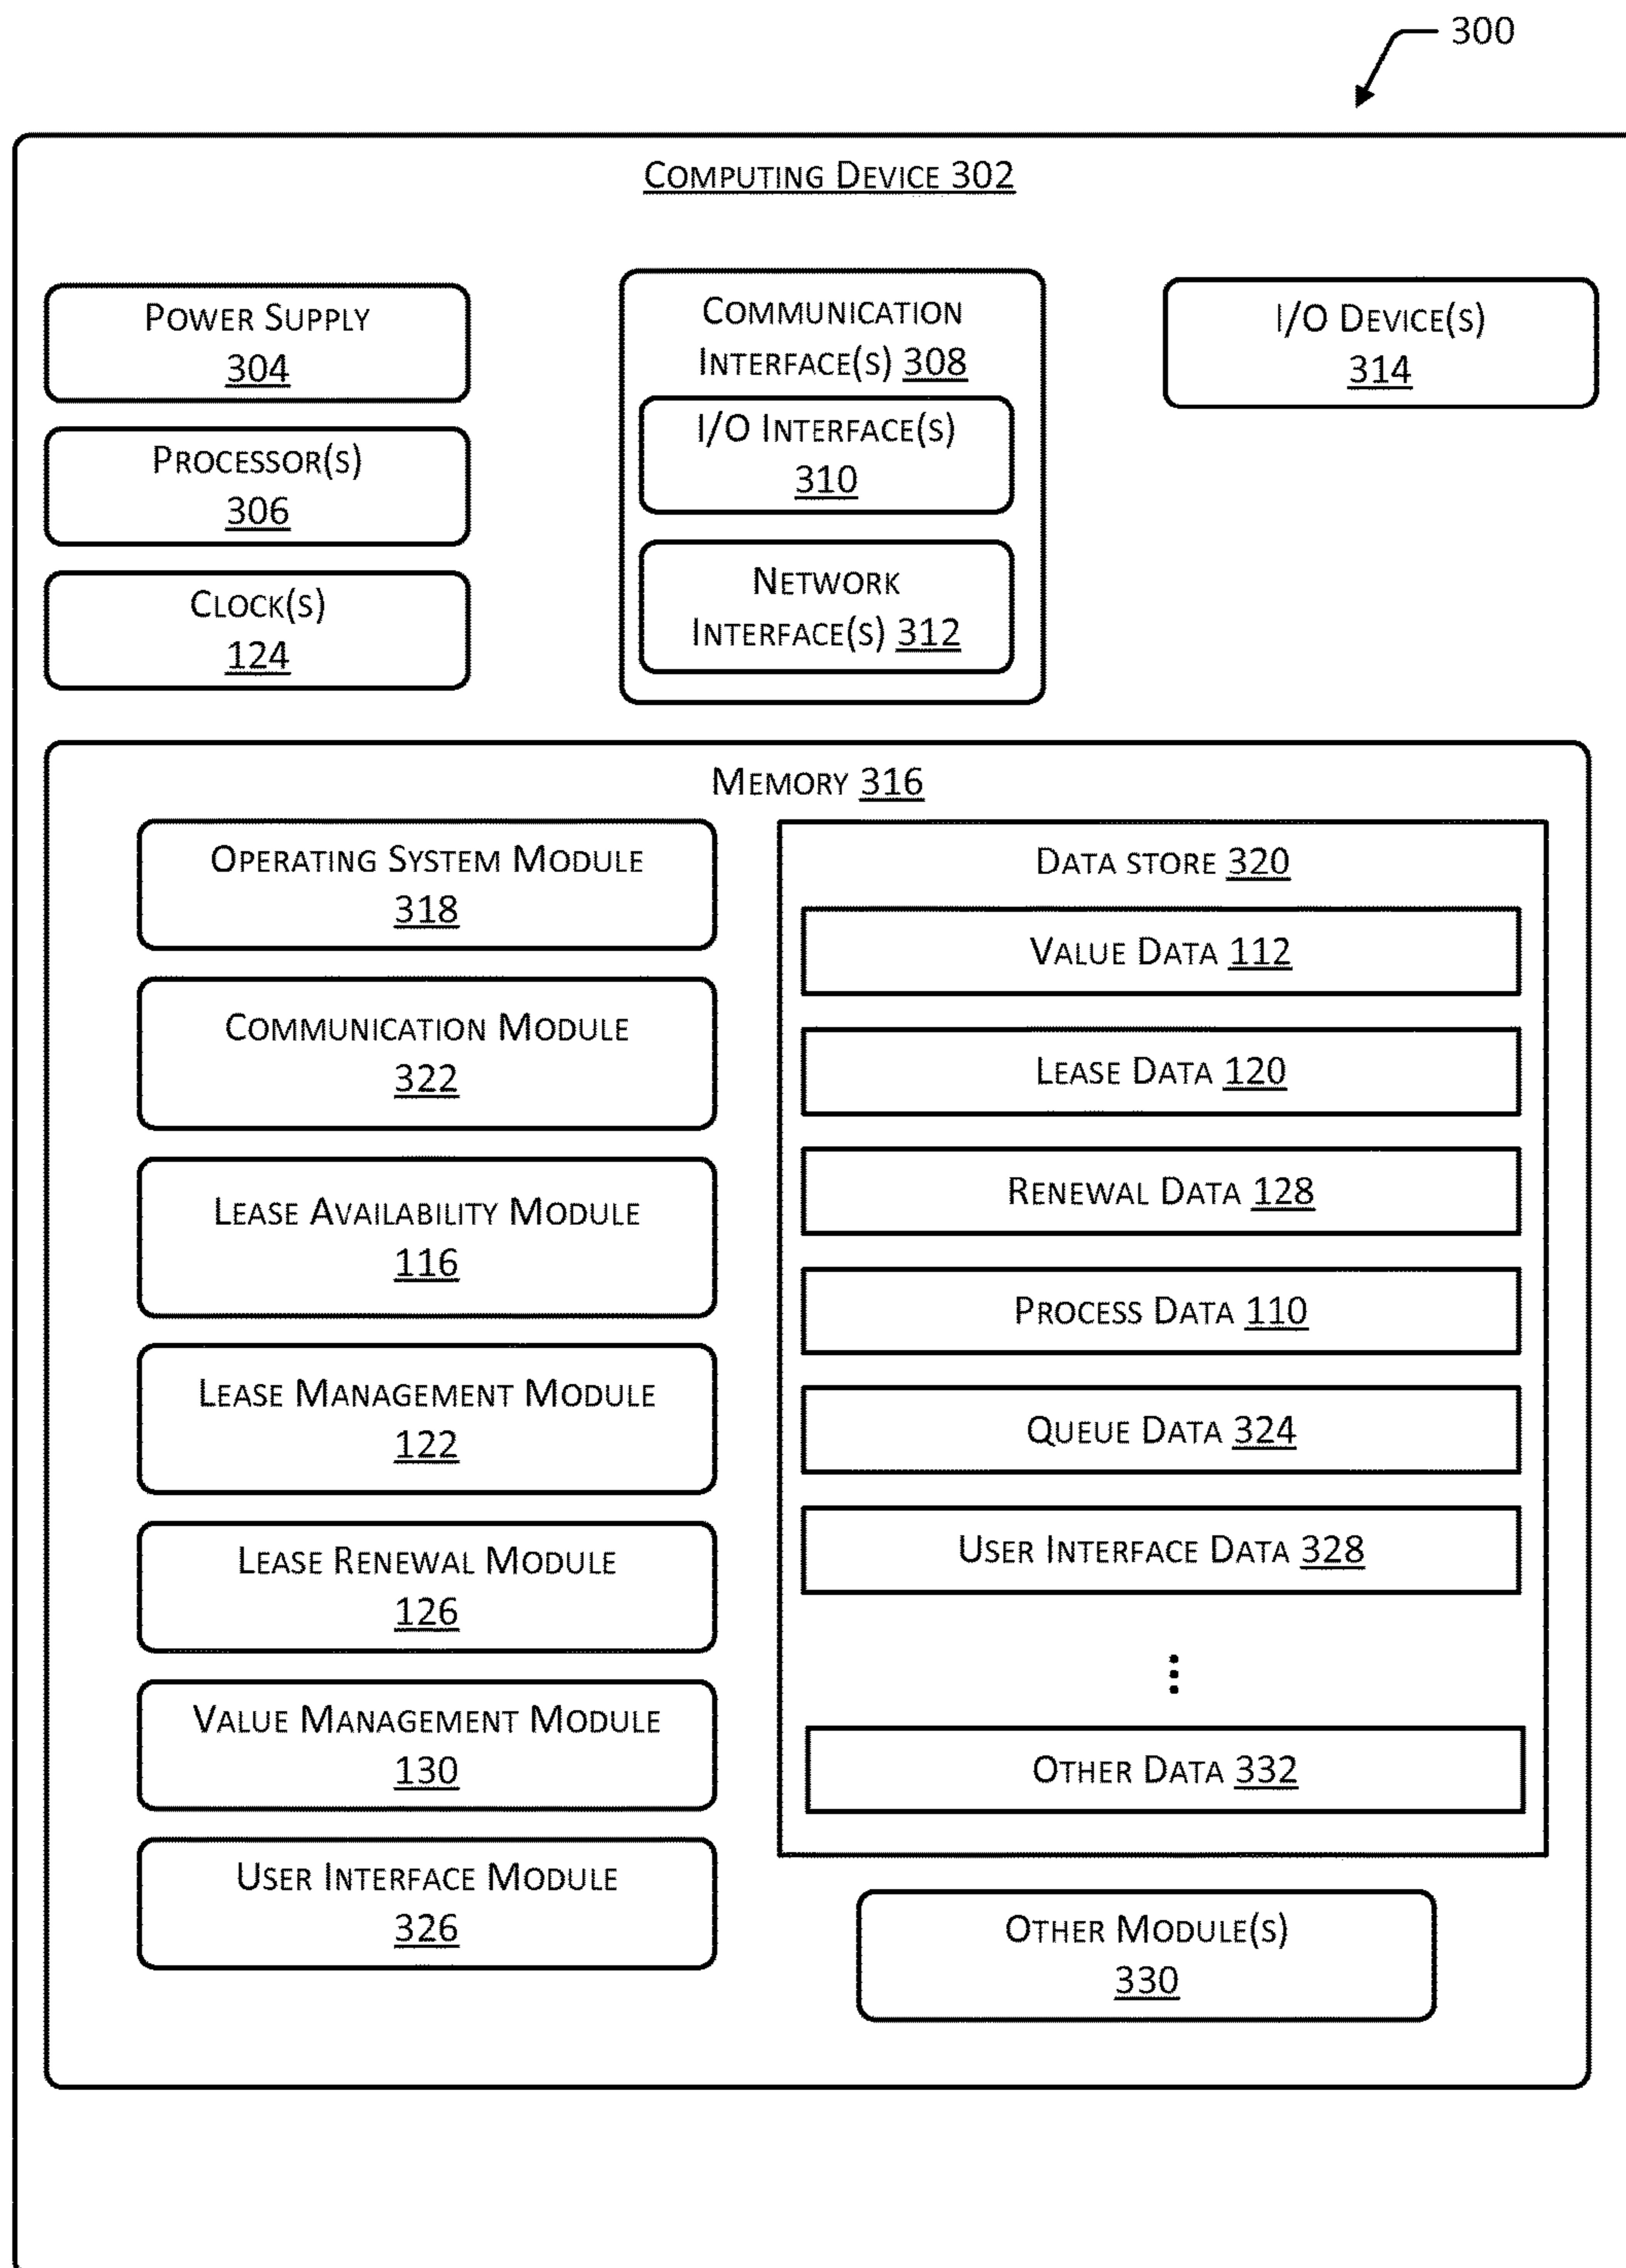 300
Computing Device 302
Power Supply
304
Processor(s)
306
Clock(s)
124
Communication
Interface(s) 308
I/O Interface(s)
310
Network
Interface(s) 312
I/O Device(s)
314
Memory 316
Operating System Module
318
Communication Module
322
Lease Availability Module
116
Lease Management Module
122
Lease Renewal Module
126
Value Management Module
130
User Interface Module
326
Data store 320
Value Data 112
Lease Data 120
Renewal Data 128
Process Data 110
Queue Data 324
User Interface Data 328
⋮
Other Data 332
Other Module(s)
330